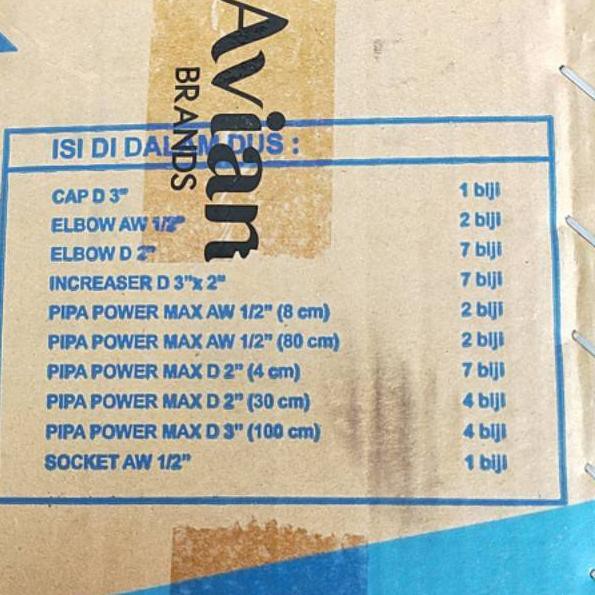 Avian
BRANDS
ISI DI DALAM DUS :
CAP D 3" 1 biji
ELBOW AW 1/2" 2 biji
ELBOW D 2" 7 biji
INCREASER D 3"x 2" 7 biji
PIPA POWER MAX AW 1/2" (8 cm) 2 biji
PIPA POWER MAX AW 1/2" (80 cm) 2 biji
PIPA POWER MAX D 2" (4 cm) 7 biji
PIPA POWER MAX D 2" (30 cm) 4 biji
PIPA POWER MAX D 3" (100 cm) 4 biji
SOCKET AW 1/2" 1 biji